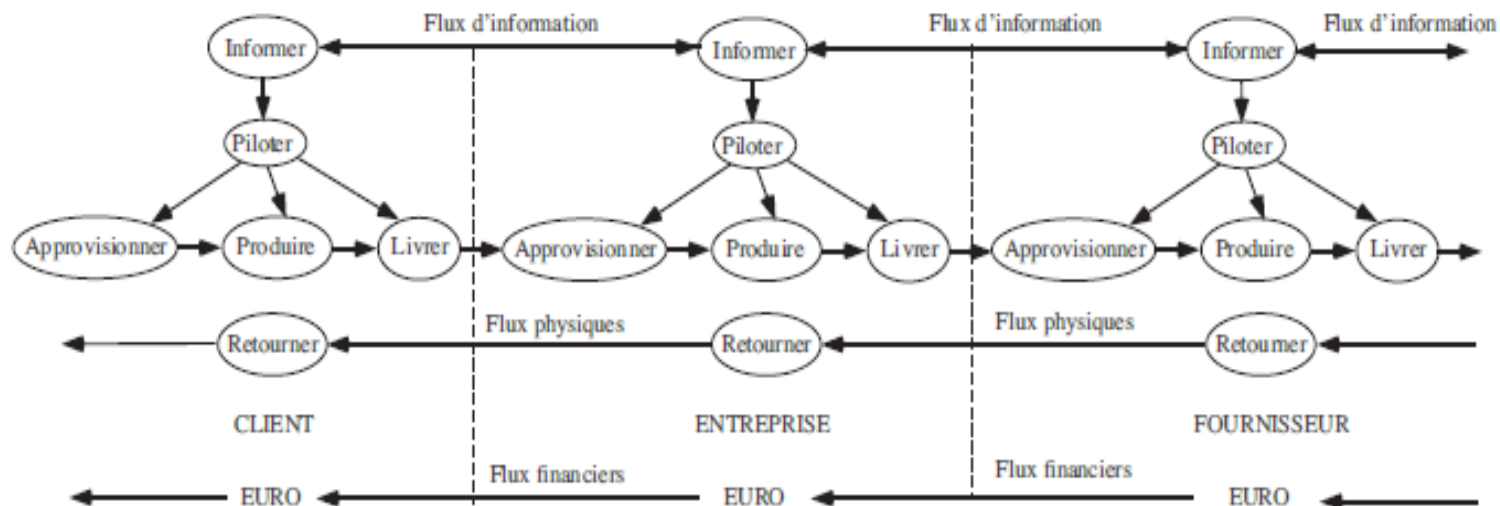 Flux d'information Flux d'information Flux d'information
Informer Informer Informer
Piloter Piloter Piloter
Approvisionner Produire Livrer Approvisionner Produire Livrer Approvisionner Produire Livrer
Flux physiques Flux physiques
Retourner Retourner Retourner
CLIENT ENTREPRISE FOURNISSEUR
Flux financiers Flux financiers
EURO EURO EURO